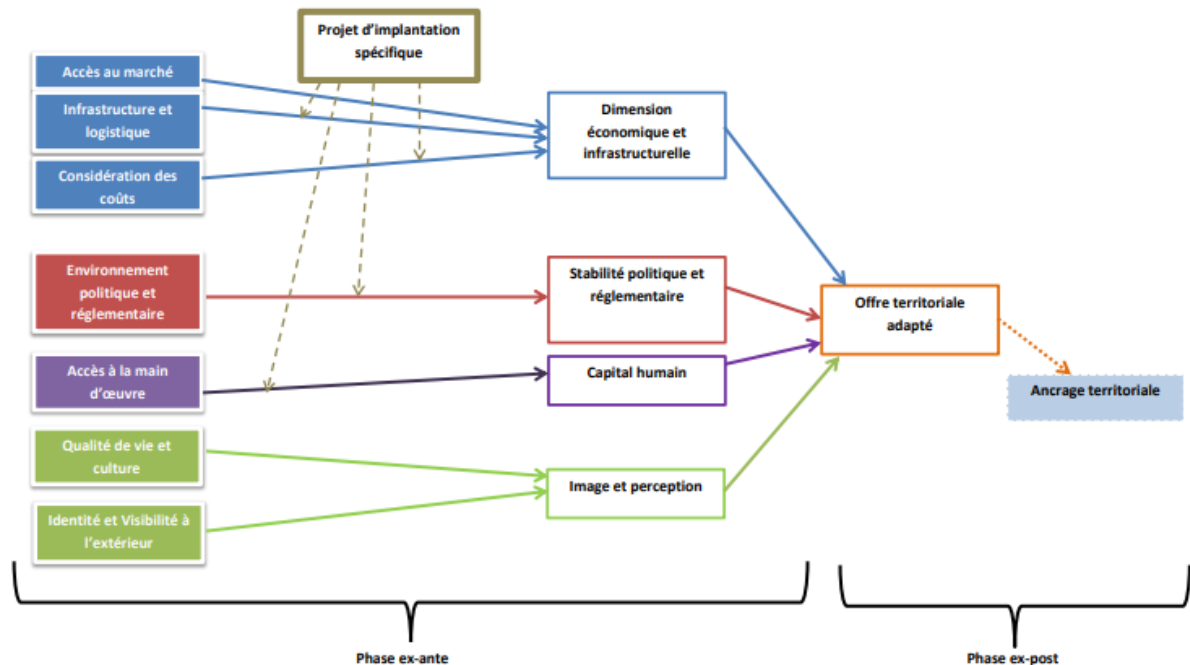 Projet d’implantation
spécifique
Accès au marché
Infrastructure et
logistique
Considération des
coûts
Dimension
économique et
infrastructurelle
Environnement
politique et
réglementaire
Stabilité politique et
réglementaire
Offre territoriale
adapté
Accès à la main
d’œuvre
Capital humain
Ancrage territoriale
Qualité de vie et
culture
Image et perception
Identité et Visibilité à
l’extérieur
Phase ex-ante
Phase ex-post